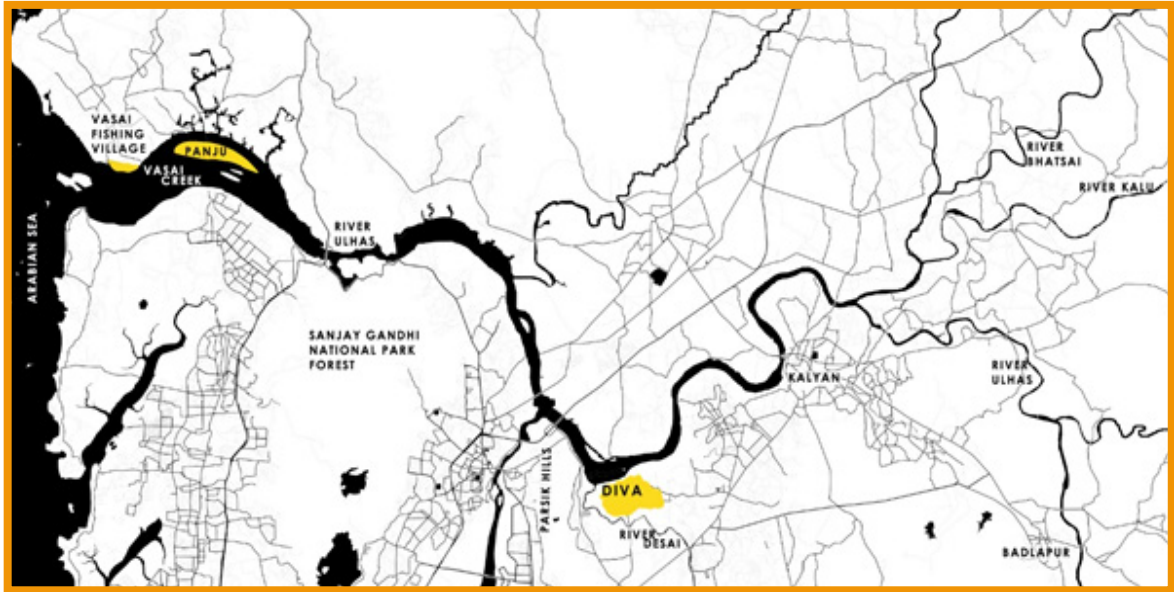 VASAI
FISHING
VILLAGE
PANJU
VASAI
CREEK
ARABIAN SEA
RIVER
ULHAS
RIVER
BHATSAI
RIVER KALU
SANJAY GANDHI
NATIONAL PARK
FOREST
KALYAN
RIVER
ULHAS
PARSIK HILLS
DIVA
RIVER
DESAI
BADLAPUR